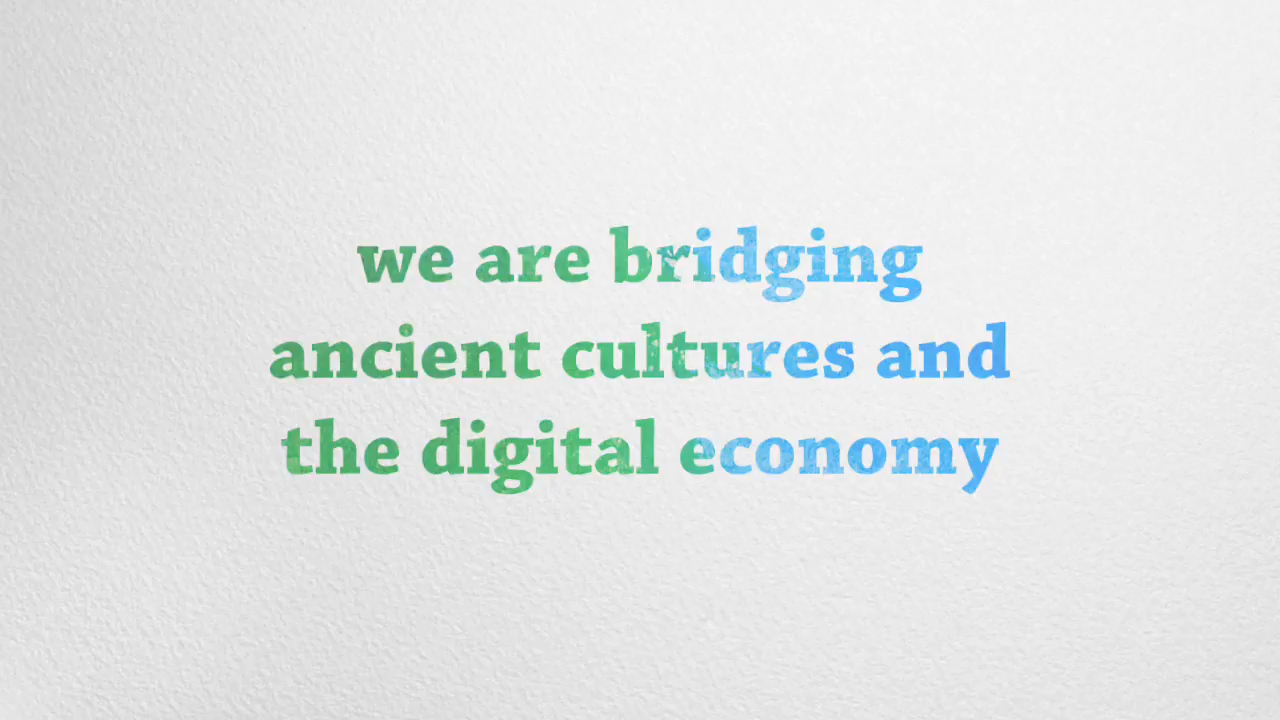 we are bridging
ancient cultures and
the digital economy